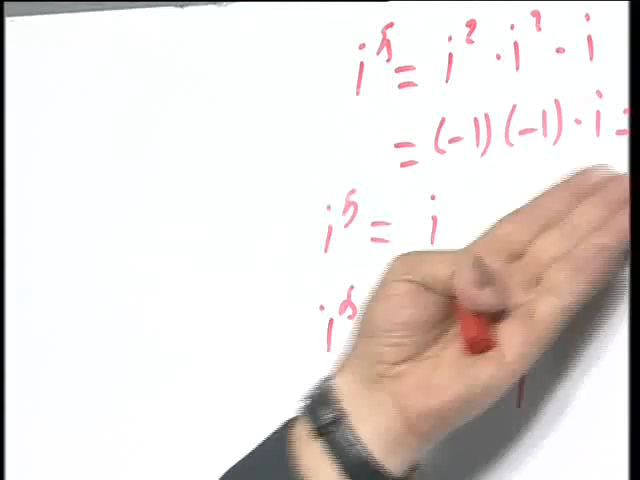 i⁵ = i² · i² · i
= (-1) (-1) · i =
i⁵ = i
i